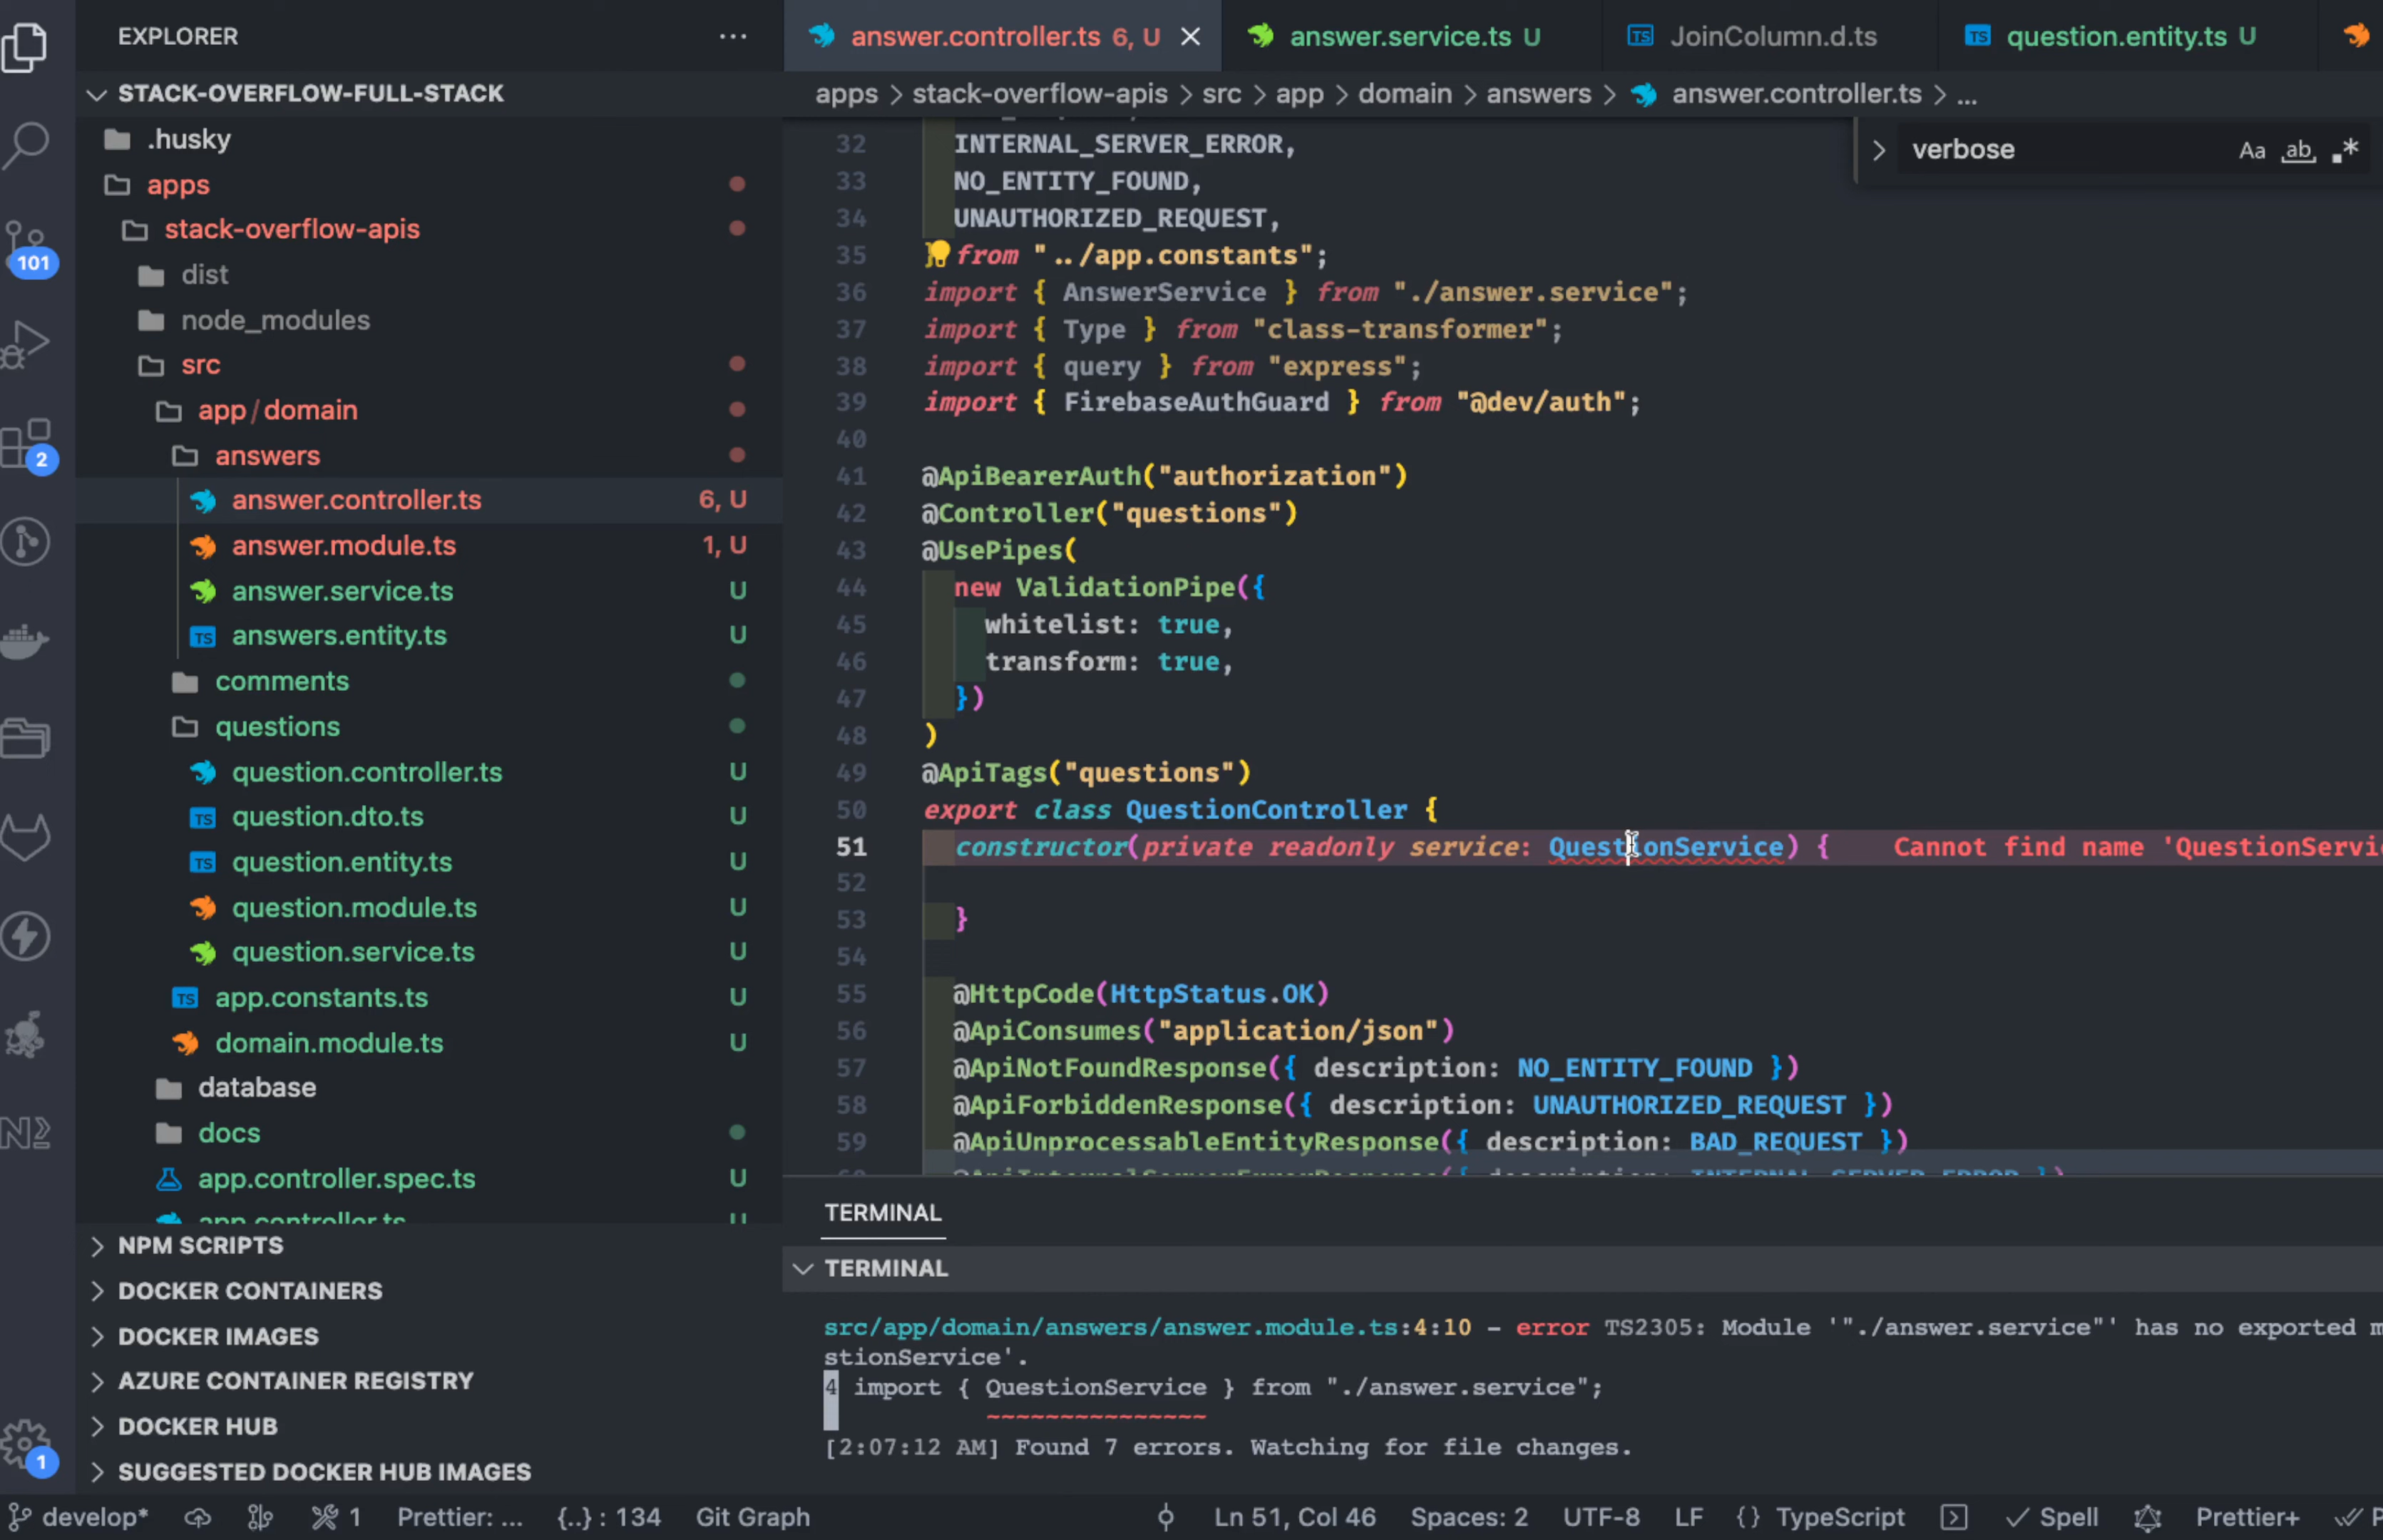 EXPLORER
STACK-OVERFLOW-FULL-STACK
.husky
apps
stack-overflow-apis
dist
node_modules
src
app / domain
answers
answer.controller.ts 6, U
answer.module.ts 1, U
answer.service.ts U
answers.entity.ts U
comments
questions
question.controller.ts U
question.dto.ts U
question.entity.ts U
question.module.ts U
question.service.ts U
app.constants.ts U
domain.module.ts U
database
docs
app.controller.spec.ts U
app.controller.ts U
NPM SCRIPTS
DOCKER CONTAINERS
DOCKER IMAGES
AZURE CONTAINER REGISTRY
DOCKER HUB
SUGGESTED DOCKER HUB IMAGES
101
2
1
answer.controller.ts 6, U
answer.service.ts U
JoinColumn.d.ts
question.entity.ts U
apps > stack-overflow-apis > src > app > domain > answers > answer.controller.ts > ...
verbose Aa ab .*
32 INTERNAL_SERVER_ERROR,
33 NO_ENTITY_FOUND,
34 UNAUTHORIZED_REQUEST,
35 } from "../app.constants";
36 import { AnswerService } from "./answer.service";
37 import { Type } from "class-transformer";
38 import { query } from "express";
39 import { FirebaseAuthGuard } from "@dev/auth";
40
41 @ApiBearerAuth("authorization")
42 @Controller("questions")
43 @UsePipes(
44 new ValidationPipe({
45 whitelist: true,
46 transform: true,
47 })
48 )
49 @ApiTags("questions")
50 export class QuestionController {
51 constructor(private readonly service: QuestionService) { Cannot find name 'QuestionServi
52
53 }
54
55 @HttpCode(HttpStatus.OK)
56 @ApiConsumes("application/json")
57 @ApiNotFoundResponse({ description: NO_ENTITY_FOUND })
58 @ApiForbiddenResponse({ description: UNAUTHORIZED_REQUEST })
59 @ApiUnprocessableEntityResponse({ description: BAD_REQUEST })
60 @ApiInternalServerErrorResponse({ description: INTERNAL_SERVER_ERROR })
TERMINAL
TERMINAL
src/app/domain/answers/answer.module.ts:4:10 - error TS2305: Module '"./answer.service"' has no exported m
stionService'.
4 import { QuestionService } from "./answer.service";
~~~~~~~~~~~~~~~
[2:07:12 AM] Found 7 errors. Watching for file changes.
develop* 1 Prettier: ... {..} : 134 Git Graph Ln 51, Col 46 Spaces: 2 UTF-8 LF {} TypeScript Spell Prettier+